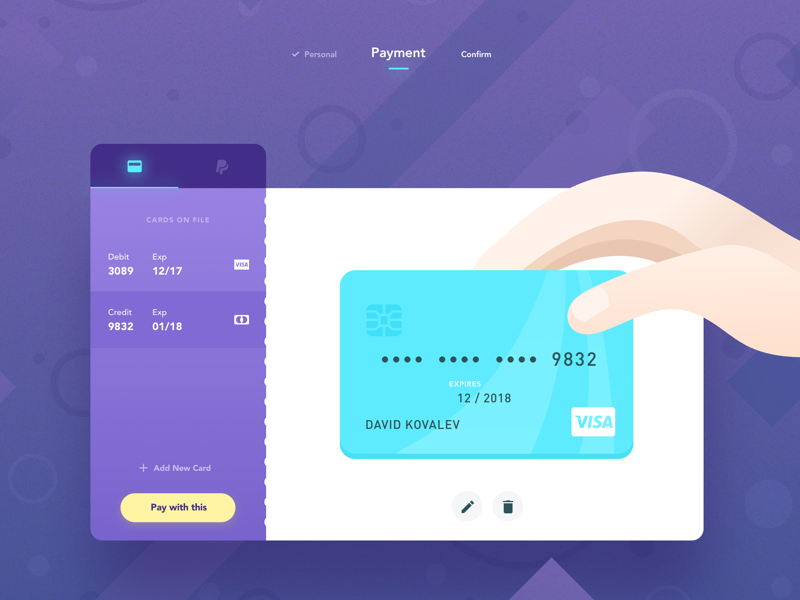 Personal
Payment
Confirm
CARDS ON FILE
Debit Exp
3089 12/17
VISA
Credit Exp
9832 01/18
Add New Card
Pay with this
•••• •••• •••• 9832
EXPIRES
12 / 2018
DAVID KOVALEV
VISA